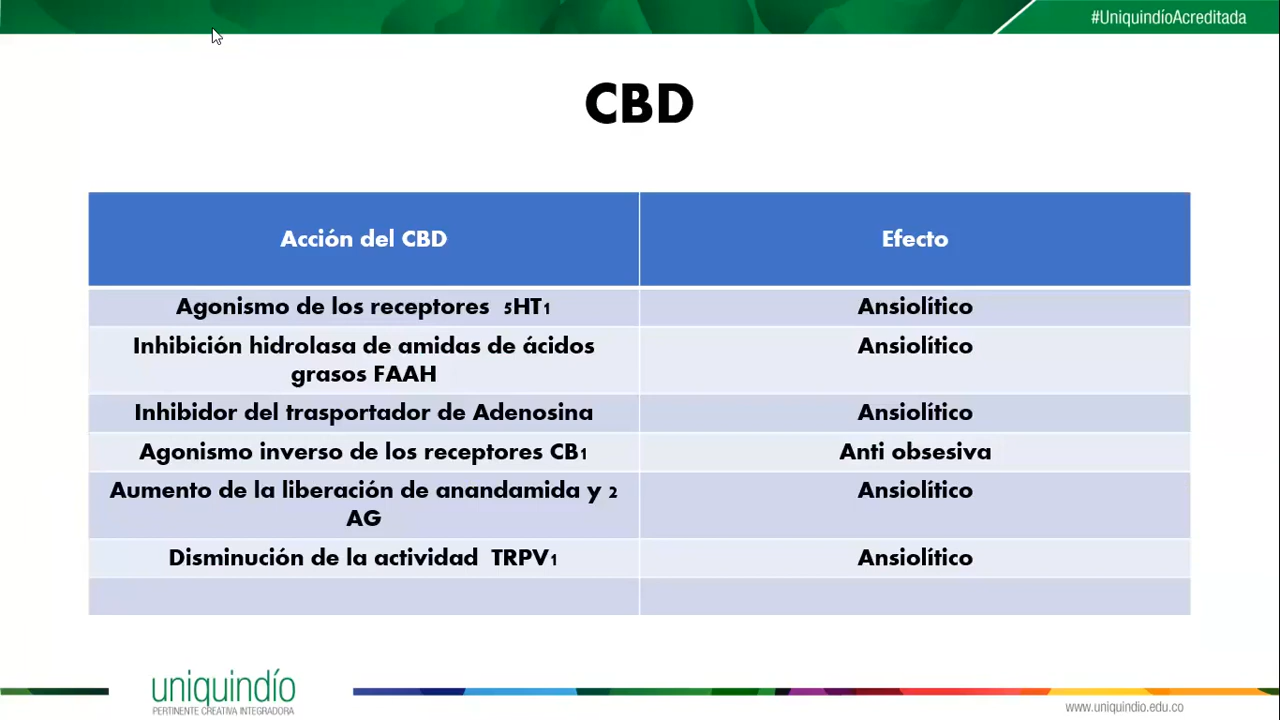 #UniquindíoAcreditada
CBD
Acción del CBD
Efecto
Agonismo de los receptores 5HT1
Ansiolítico
Inhibición hidrolasa de amidas de ácidos
grasos FAAH
Ansiolítico
Inhibidor del trasportador de Adenosina
Ansiolítico
Agonismo inverso de los receptores CB1
Anti obsesiva
Aumento de la liberación de anandamida y 2
AG
Ansiolítico
Disminución de la actividad TRPV1
Ansiolítico
uniquindío
PERTINENTE CREATIVA INTEGRADORA
www.uniquindio.edu.co